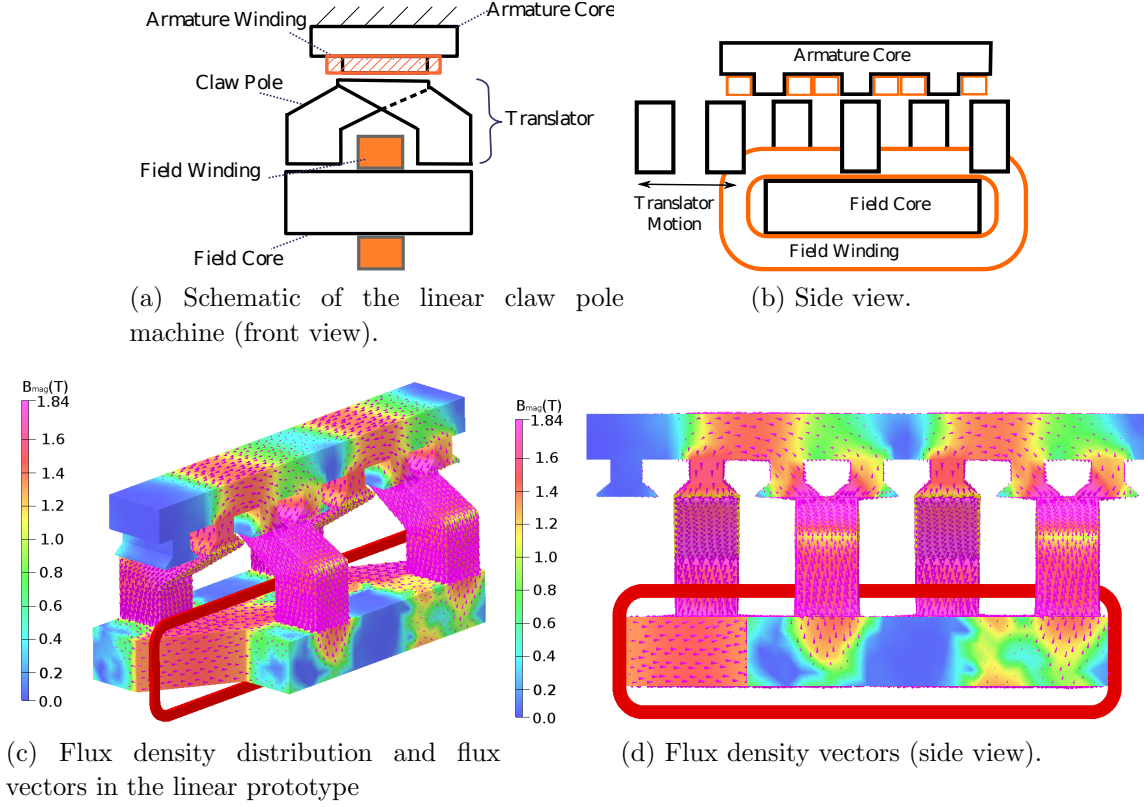 Armature Winding
Armature Core
Claw Pole
Translator
Field Winding
Field Core
(a) Schematic of the linear claw pole
machine (front view).
Armature Core
Translator
Motion
Field Core
Field Winding
(b) Side view.
Bmag(T)
1.84
1.6
1.4
1.2
1.0
0.8
0.6
0.4
0.2
0.0
(c) Flux density distribution and flux
vectors in the linear prototype
Bmag(T)
1.84
1.6
1.4
1.2
1.0
0.8
0.6
0.4
0.2
0.0
(d) Flux density vectors (side view).